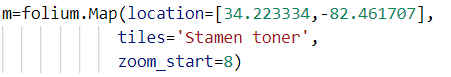 m=folium.Map(location=[34.223334,-82.461707],
tiles='Stamen toner',
zoom_start=8)